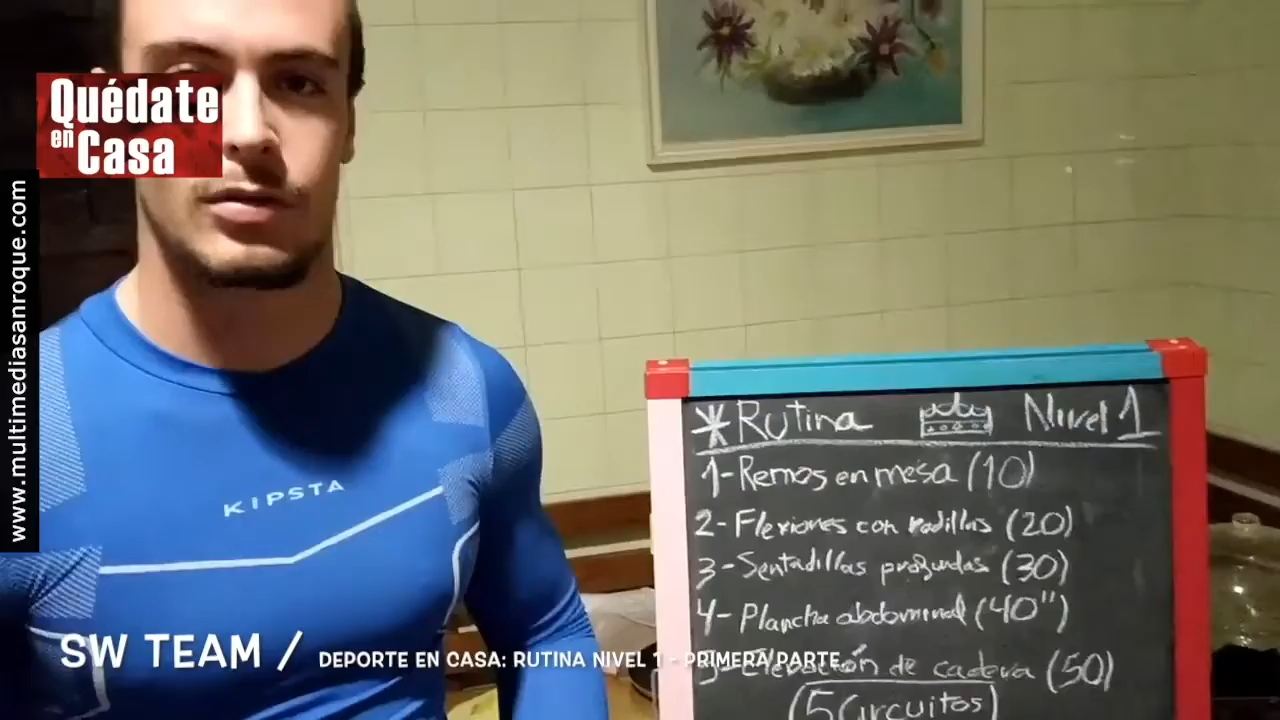 Quédate
en
Casa
www.multimediasanroque.com
KIPSTA
* Rutina Nivel 1
1- Remos en mesa (10)
2- Flexiones con rodillas (20)
3- Sentadillas profundas (30)
4- Plancha abdominal (40")
5- Elevación de cadera (50)
(5 Circuitos)
SW TEAM / DEPORTE EN CASA: RUTINA NIVEL 1 - PRIMERA PARTE